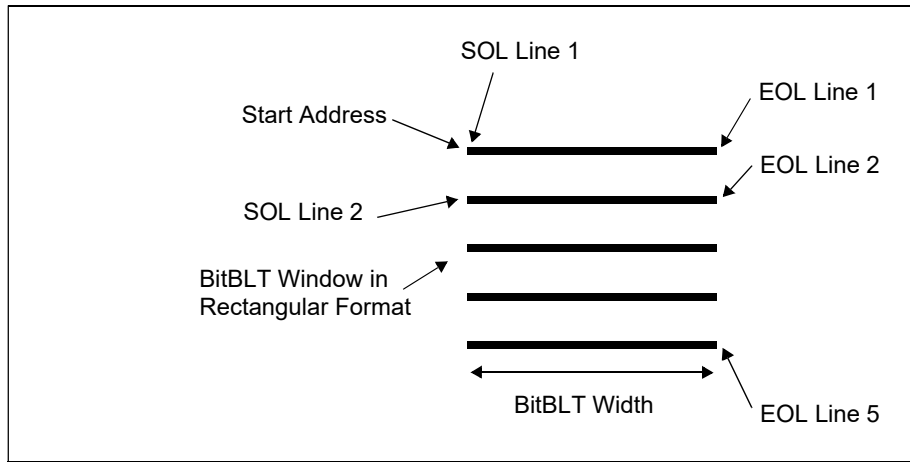 SOL Line 1
EOL Line 1
Start Address
EOL Line 2
SOL Line 2
BitBLT Window in
Rectangular Format
BitBLT Width
EOL Line 5